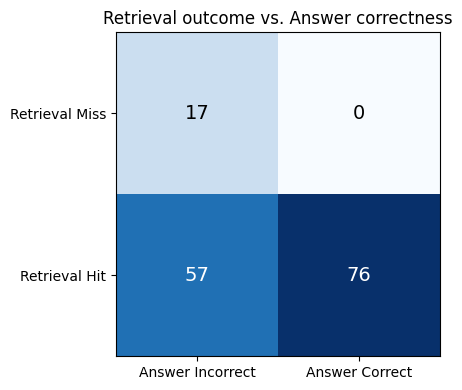 Retrieval outcome vs. Answer correctness
Retrieval Miss 17 0
Retrieval Hit 57 76
Answer Incorrect Answer Correct